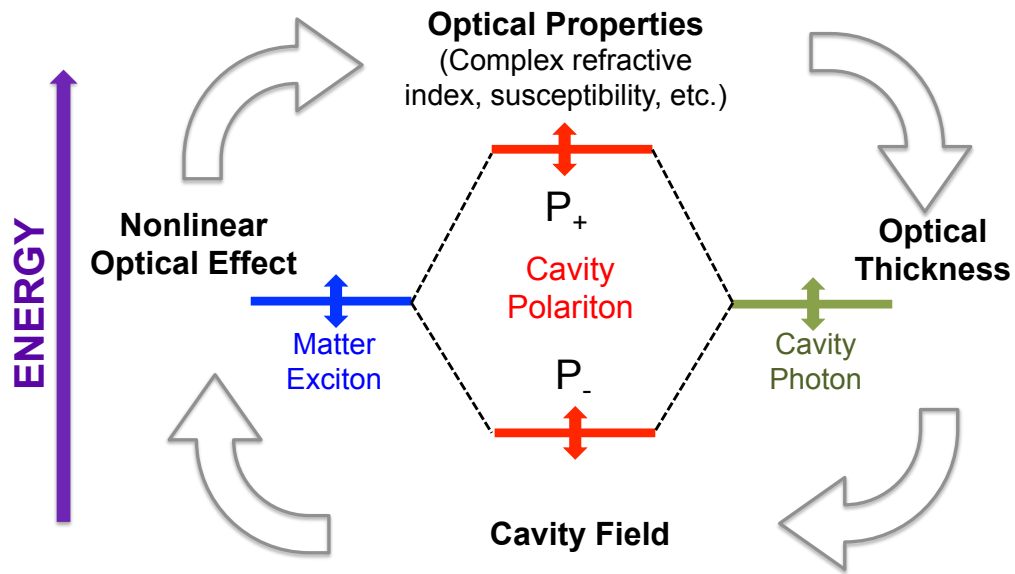 Optical Properties
(Complex refractive
index, susceptibility, etc.)
ENERGY
Nonlinear
Optical Effect
P+
Cavity
Polariton
Optical
Thickness
Matter
Exciton
P-
Cavity
Photon
Cavity Field